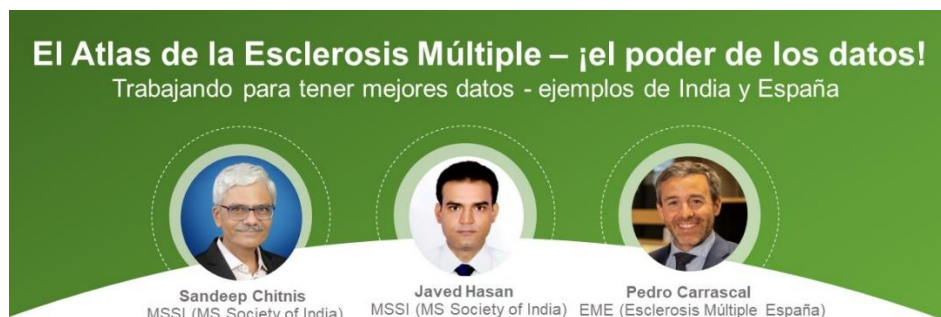 El Atlas de la Esclerosis Múltiple – ¡el poder de los datos!
Trabajando para tener mejores datos - ejemplos de India y España
Sandeep Chitnis
MSSI (MS Society of India)
Javed Hasan
MSSI (MS Society of India)
Pedro Carrascal
EME (Esclerosis Múltiple España)